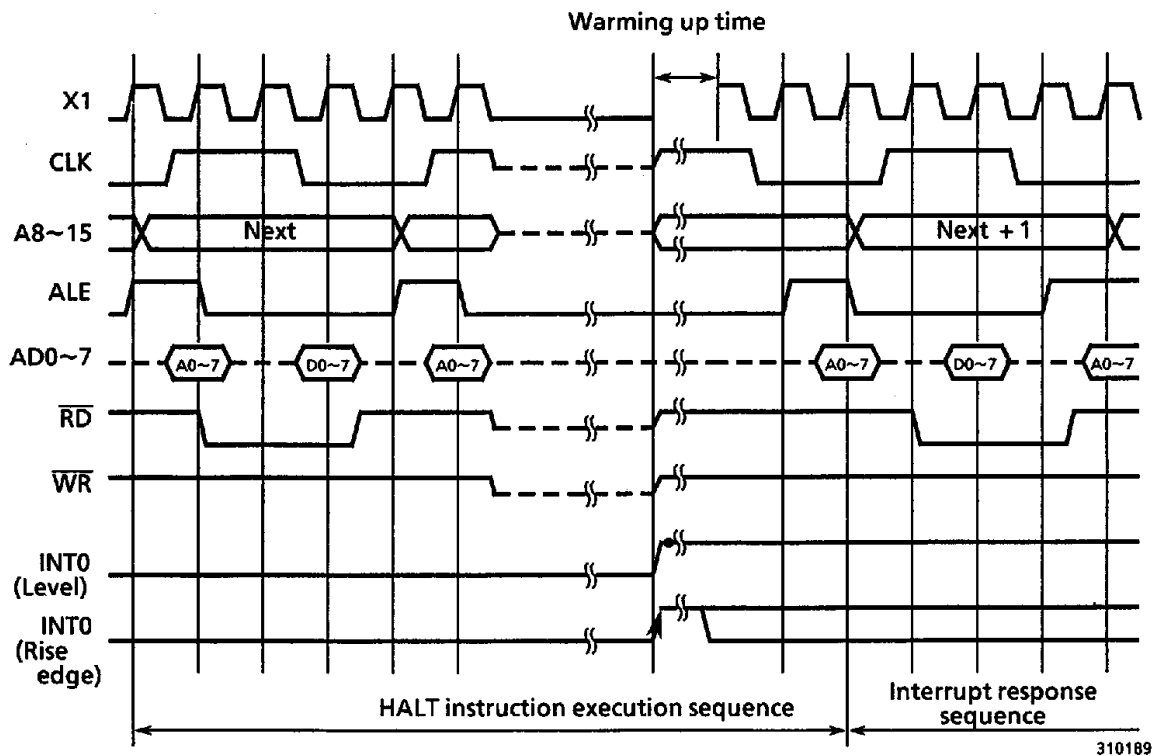 Warming up time
X1
CLK
A8~15
Next
Next + 1
ALE
AD0~7
A0~7
D0~7
A0~7
A0~7
D0~7
A0~7
RD
WR
INT0
(Level)
INT0
(Rise
edge)
HALT instruction execution sequence
Interrupt response
sequence
310189